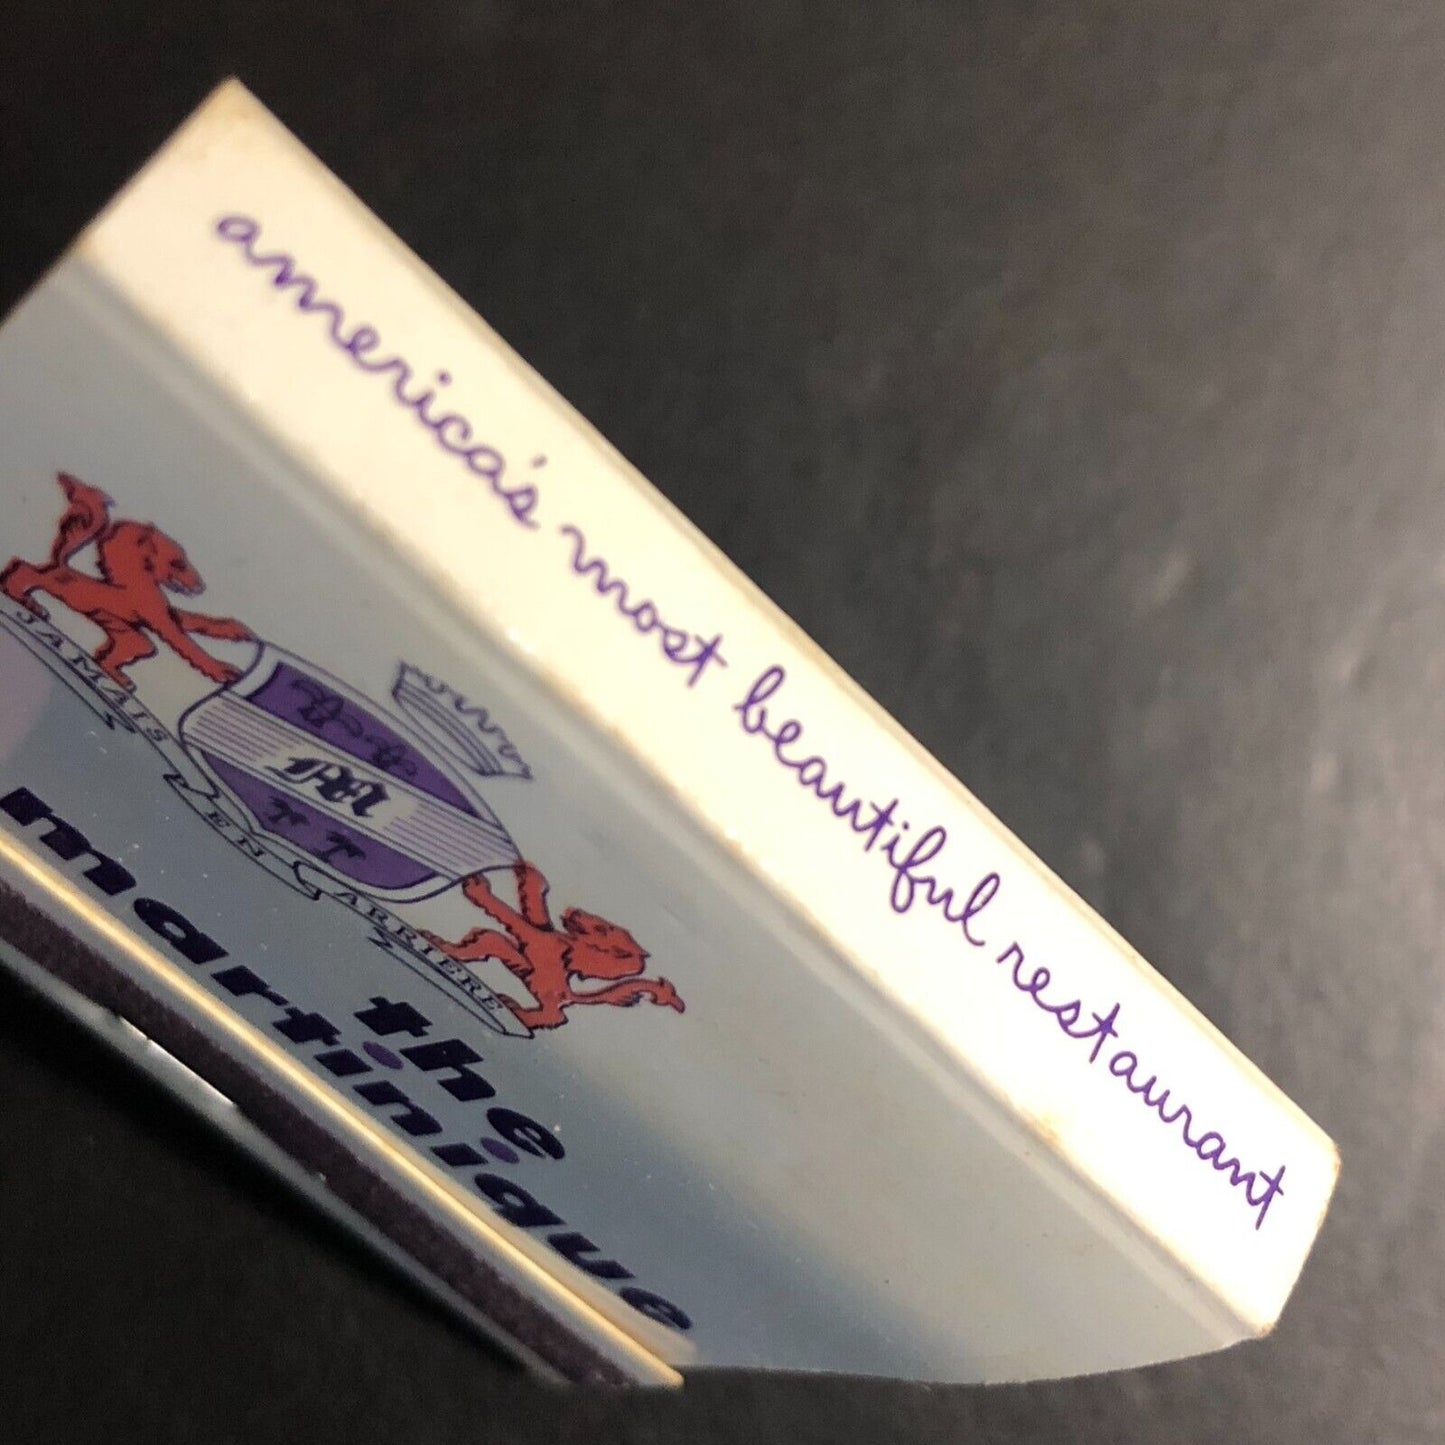 america's most beautiful restaurant
M
JAMAIS EN ARRIERE
the
martinique